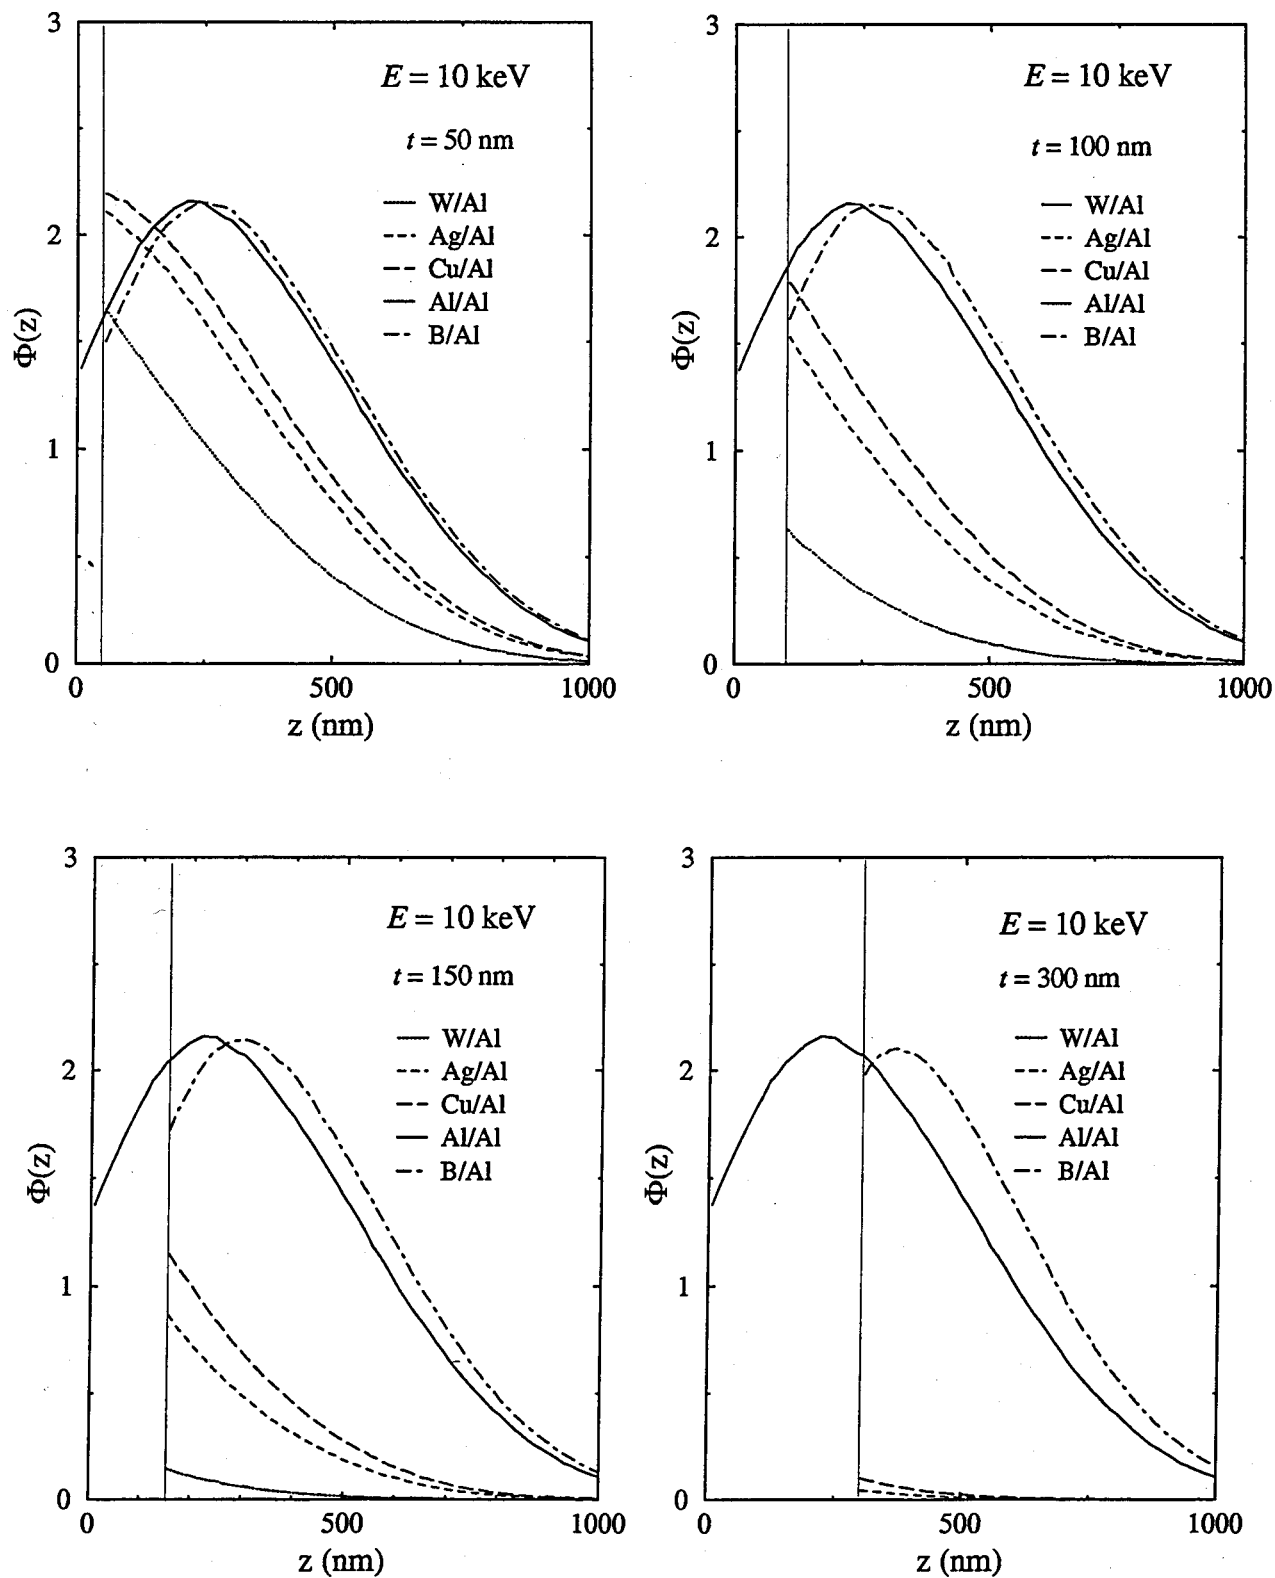 3
2
1
0
Φ(z)
E = 10 keV
t = 50 nm
W/Al
Ag/Al
Cu/Al
Al/Al
B/Al
0
500
1000
z (nm)
3
2
1
0
Φ(z)
E = 10 keV
t = 100 nm
W/Al
Ag/Al
Cu/Al
Al/Al
B/Al
0
500
1000
z (nm)
3
2
1
0
Φ(z)
E = 10 keV
t = 150 nm
W/Al
Ag/Al
Cu/Al
Al/Al
B/Al
0
500
1000
z (nm)
3
2
1
0
Φ(z)
E = 10 keV
t = 300 nm
W/Al
Ag/Al
Cu/Al
Al/Al
B/Al
0
500
1000
z (nm)